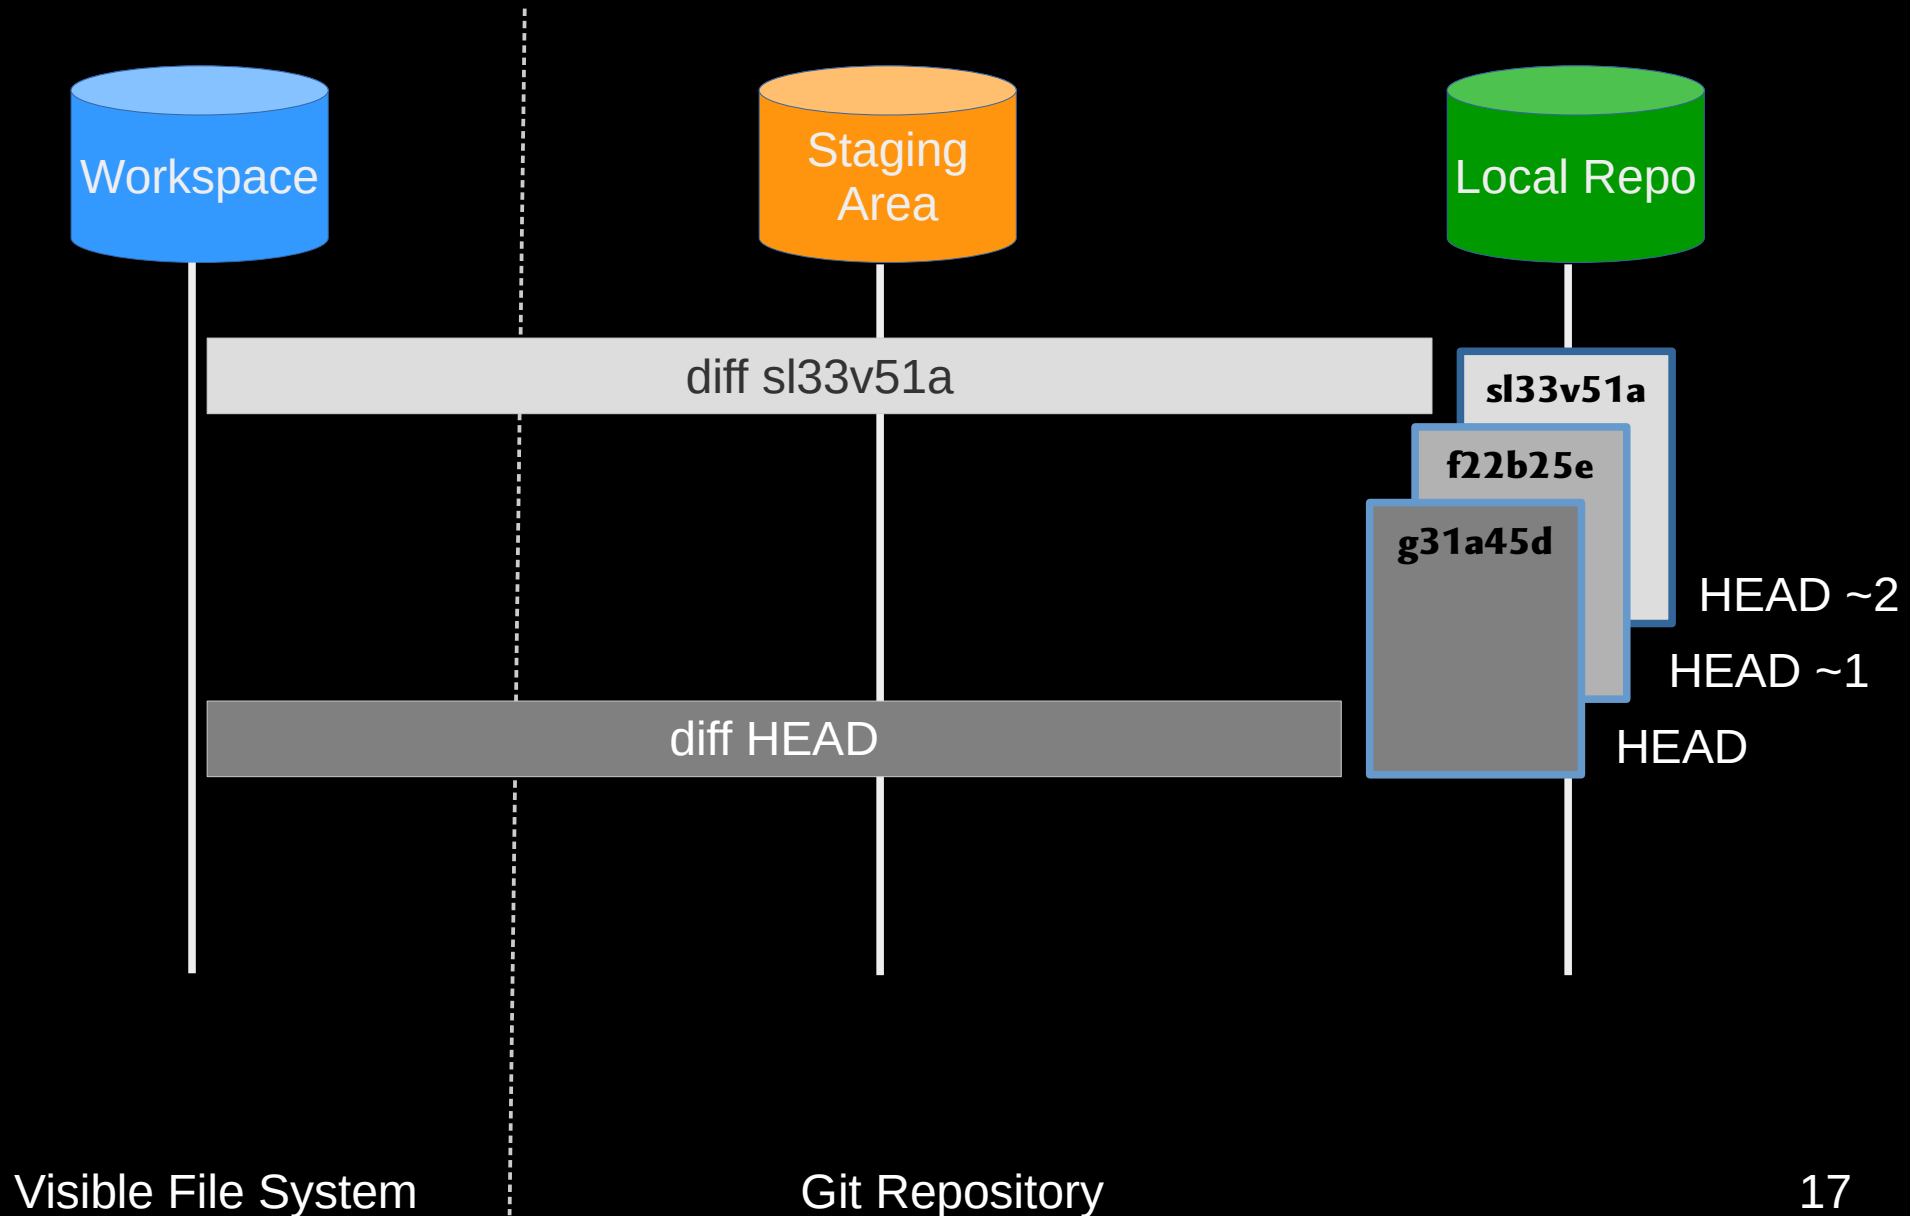 Workspace
Staging
Area
Local Repo
diff sl33v51a
sl33v51a
f22b25e
g31a45d
HEAD ~2
HEAD ~1
diff HEAD
HEAD
Visible File System
Git Repository
17